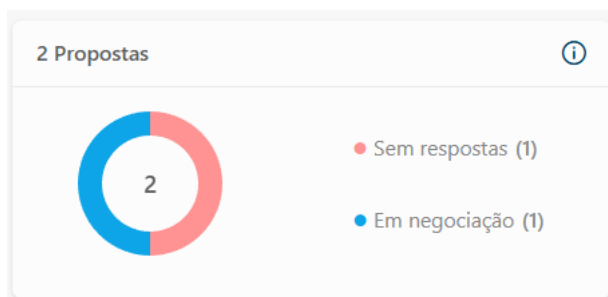 2 Propostas
2
Sem respostas (1)
Em negociação (1)